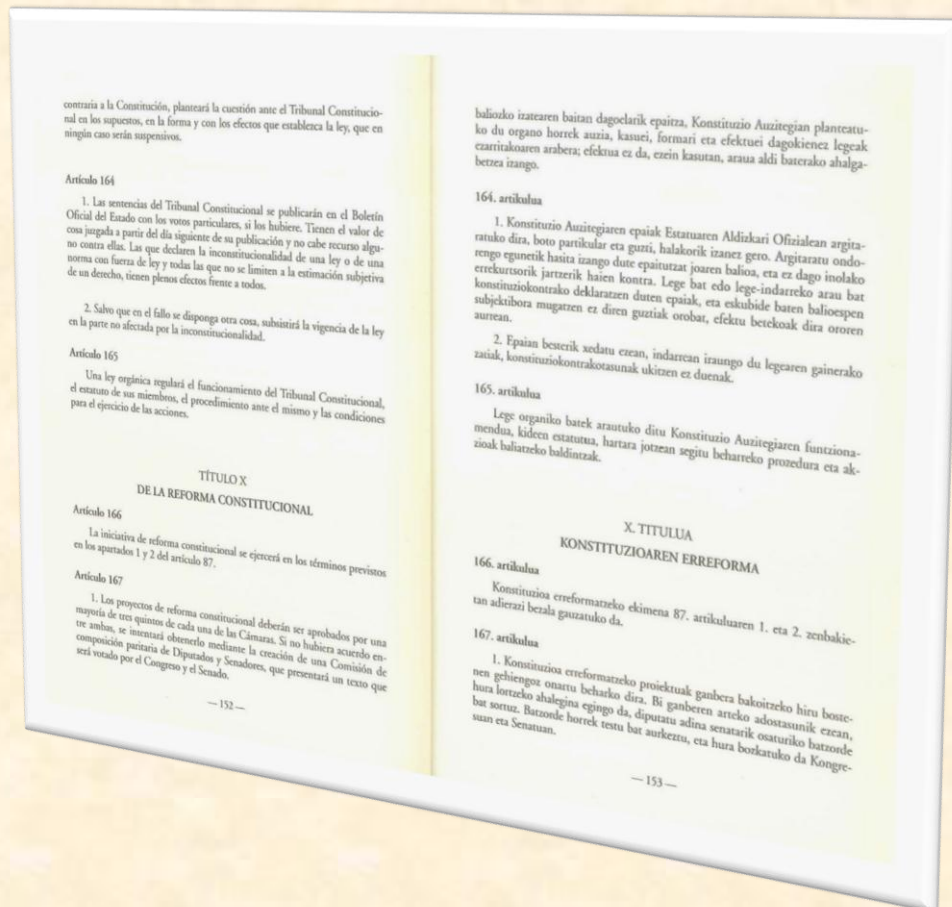 contraria a la Constitución, planteará la cuestión ante el Tribunal Constitucio-
nal en los supuestos, en la forma y con los efectos que establezca la ley, que en
ningún caso serán suspensivos.
Artículo 164
1. Las sentencias del Tribunal Constitucional se publicarán en el Boletín
Oficial del Estado con los votos particulares, si los hubiere. Tienen el valor de
cosa juzgada a partir del día siguiente de su publicación y no cabe recurso algu-
no contra ellas. Las que declaren la inconstitucionalidad de una ley o de una
norma con fuerza de ley y todas las que no se limiten a la estimación subjetiva
de un derecho, tienen plenos efectos frente a todos.
2. Salvo que en el fallo se disponga otra cosa, subsistirá la vigencia de la ley
en la parte no afectada por la inconstitucionalidad.
Artículo 165
Una ley orgánica regulará el funcionamiento del Tribunal Constitucional,
el estatuto de sus miembros, el procedimiento ante el mismo y las condiciones
para el ejercicio de las acciones.
TÍTULO X
DE LA REFORMA CONSTITUCIONAL
Artículo 166
La iniciativa de reforma constitucional se ejercerá en los términos previstos
en los apartados 1 y 2 del artículo 87.
Artículo 167
1. Los proyectos de reforma constitucional deberán ser aprobados por una
mayoría de tres quintos de cada una de las Cámaras. Si no hubiera acuerdo en-
tre ambas, se intentará obtenerlo mediante la creación de una Comisión de
composición paritaria de Diputados y Senadores, que presentará un texto que
será votado por el Congreso y el Senado.
— 152 —
baliozko izatearen baitan dagoelarik epaitza, Konstituzio Auzitegian planteatu-
ko du organo horrek auzia, kasuei, formari eta efektuei dagokienez legeak
ezarritakoaren arabera; efektua ez da, ezein kasutan, araua aldi baterako ahalga-
betzea izango.
164. artikulua
1. Konstituzio Auzitegiaren epaiak Estatuaren Aldizkari Ofizialean argita-
ratuko dira, boto partikular eta guzti, halakorik izanez gero. Argitaratu ondo-
rengo egunetik hasita izango dute epaitutzat joaren balioa, eta ez dago inolako
errekurtsorik jartzerik haien kontra. Lege bat edo lege-indarreko arau bat
konstituziokontrako deklaratzen duten epaiak, eta eskubide baten balioespen
subjektibora mugatzen ez diren guztiak orobat, efektu betekoak dira ororen
aurrean.
2. Epaian besterik xedatu ezean, indarrean iraungo du legearen gainerako
zatiak, konstituziokontrakotasunak ukitzen ez duenak.
165. artikulua
Lege organiko batek arautuko ditu Konstituzio Auzitegiaren funtziona-
mendua, kideen estatutua, hartara jotzean segitu beharreko prozedura eta ak-
zioak baliatzeko baldintzak.
X. TITULUA
KONSTITUZIOAREN ERREFORMA
166. artikulua
Konstituzioa erreformatzeko ekimena 87. artikuluaren 1. eta 2. zenbakie-
tan adierazi bezala gauzatuko da.
167. artikulua
1. Konstituzioa erreformatzeko proiektuak ganbera bakoitzeko hiru boste-
nen gehiengoz onartu beharko dira. Bi ganberen arteko adostasunik ezean,
hura lortzeko ahalegina egingo da, diputatu adina senatarik osaturiko batzorde
bat sortuz. Batzorde horrek testu bat aurkeztu, eta hura bozkatuko da Kongre-
suan eta Senatuan.
— 153 —